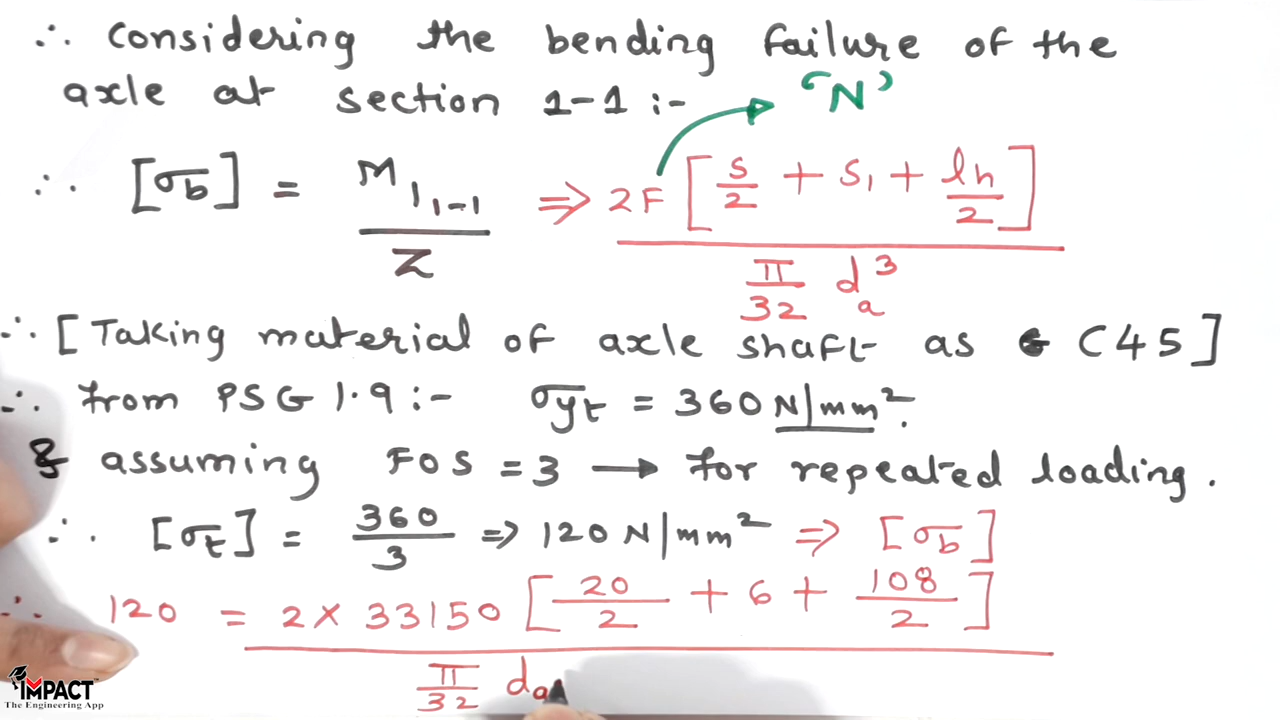 ∴ considering the bending failure of the
axle at section 1-1 :-
"N"
∴ [σb] = M1 1-1 / Z ⇒ 2F [ s/2 + s1 + lh/2 ] / π/32 da^3
∴ [Taking material of axle shaft as C45]
∴ from PSG 1.9 :- σyt = 360 N/mm².
& assuming FOS = 3 → for repeated loading.
∴ [σt] = 360/3 ⇒ 120 N/mm² ⇒ [σb]
∴ 120 = 2 × 33150 [ 20/2 + 6 + 108/2 ] / π/32 da
IMPACT
The Engineering App